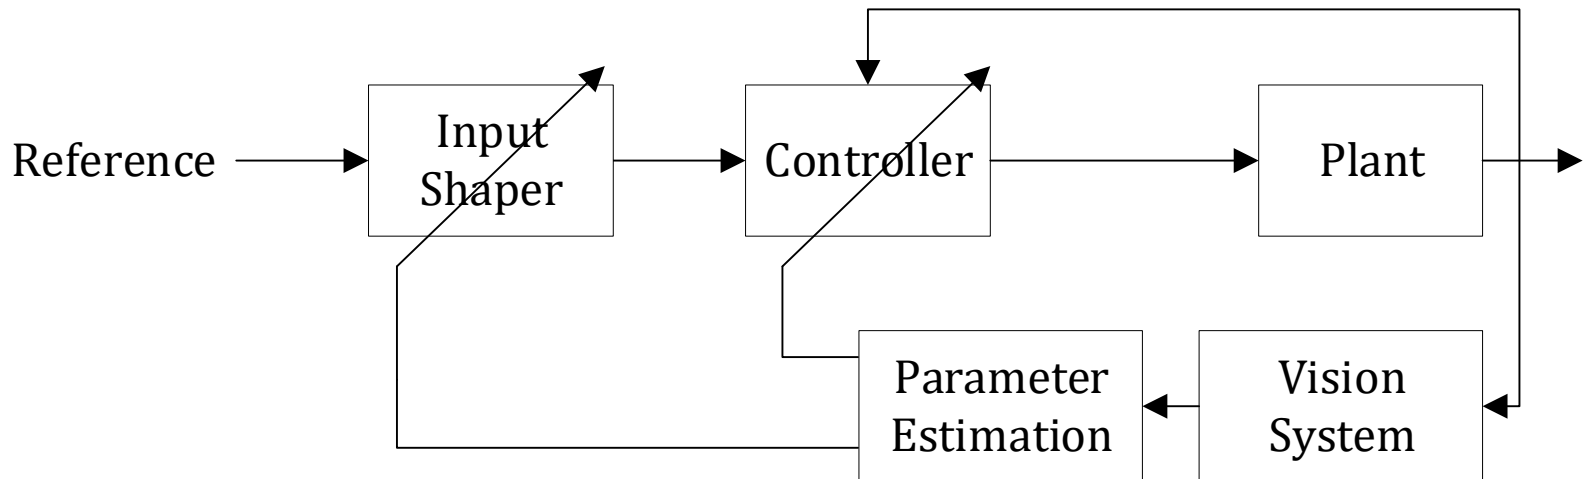 Reference
Input
Shaper
Controller
Plant
Parameter
Estimation
Vision
System